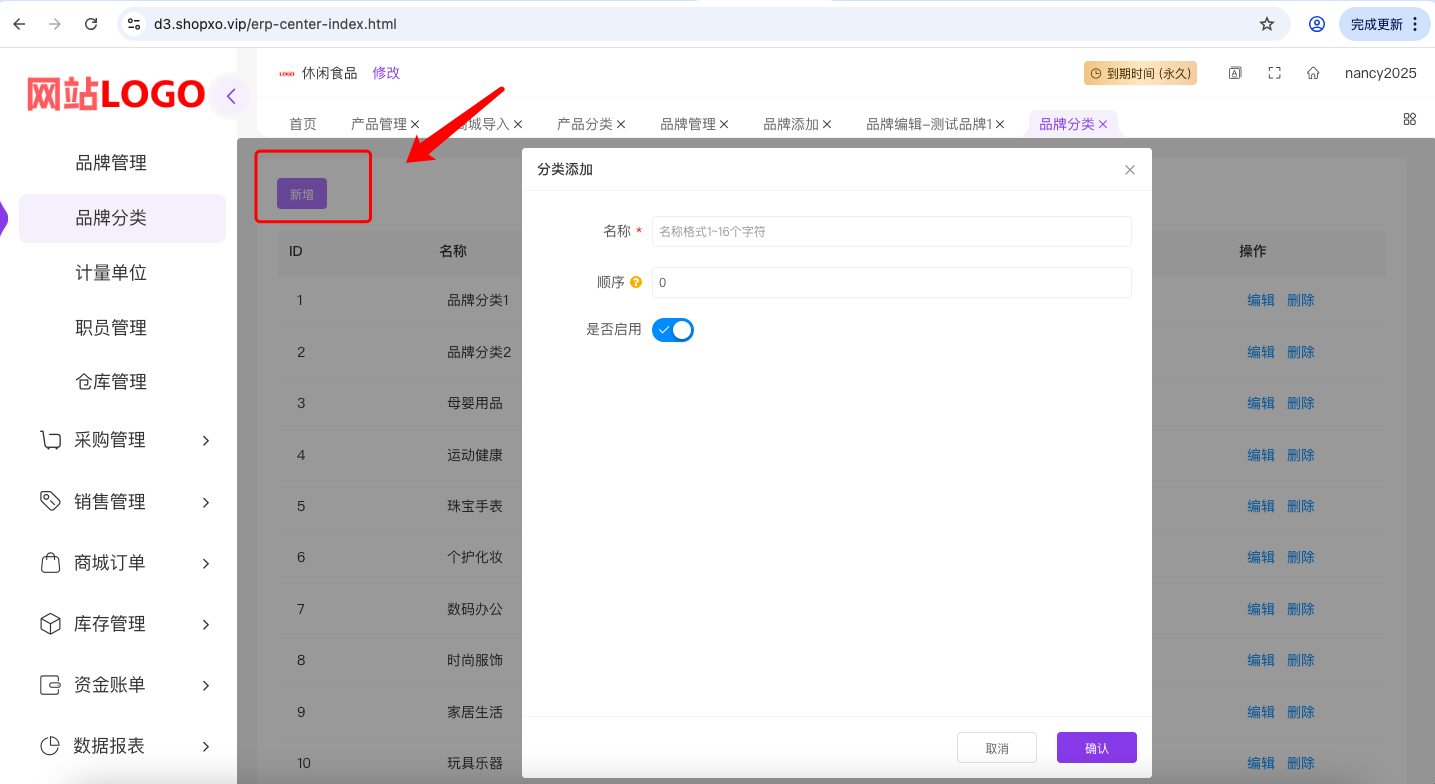 d3.shopxo.vip/erp-center-index.html
完成更新
网站LOGO
LOGO 休闲食品 修改
到期时间 (永久)
nancy2025
首页 产品管理 商城导入 产品分类 品牌管理 品牌添加 品牌编辑-测试品牌1 品牌分类
品牌管理
品牌分类
计量单位
职员管理
仓库管理
采购管理
销售管理
商城订单
库存管理
资金账单
数据报表
新增
ID 名称 操作
1 品牌分类1 编辑 删除
2 品牌分类2 编辑 删除
3 母婴用品 编辑 删除
4 运动健康 编辑 删除
5 珠宝手表 编辑 删除
6 个护化妆 编辑 删除
7 数码办公 编辑 删除
8 时尚服饰 编辑 删除
9 家居生活 编辑 删除
10 玩具乐器 编辑 删除
分类添加
名称 * 名称格式1~16个字符
顺序 ? 0
是否启用
取消 确认